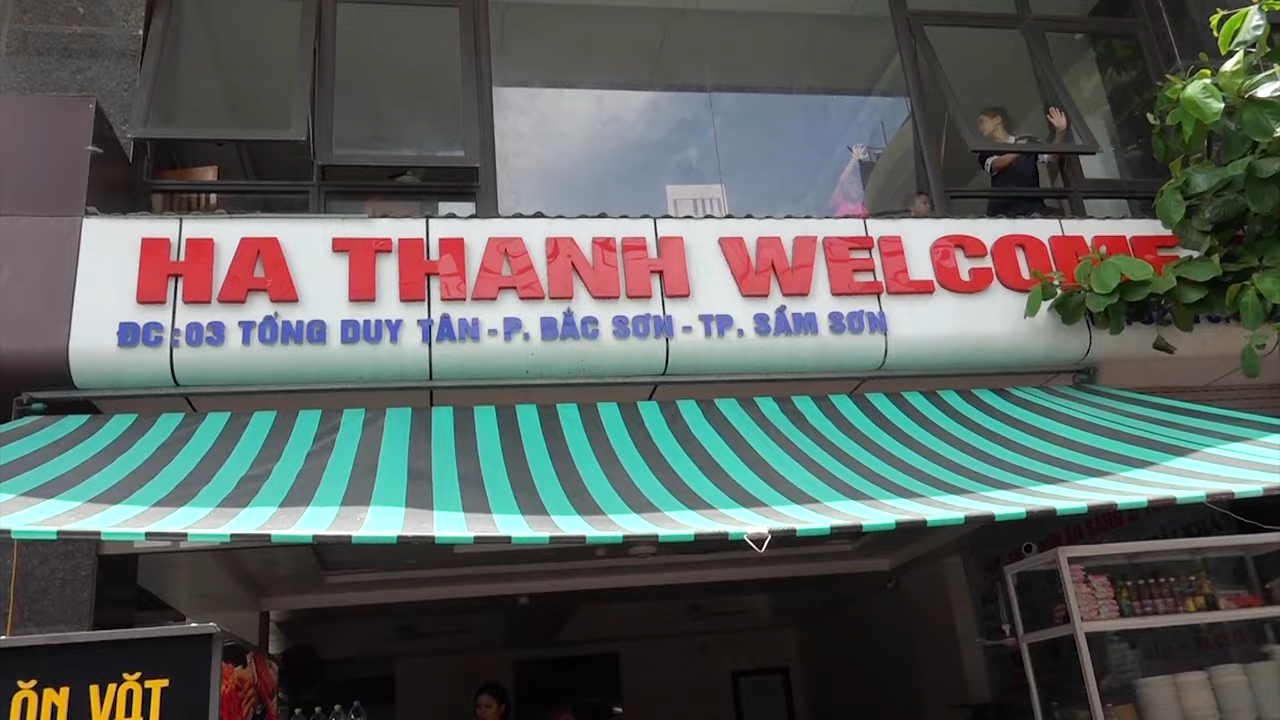 HA THANH WELCOME
ĐC: 03 TỐNG DUY TÂN - P. BẮC SƠN - TP. SẦM SƠN
ĂN VẶT